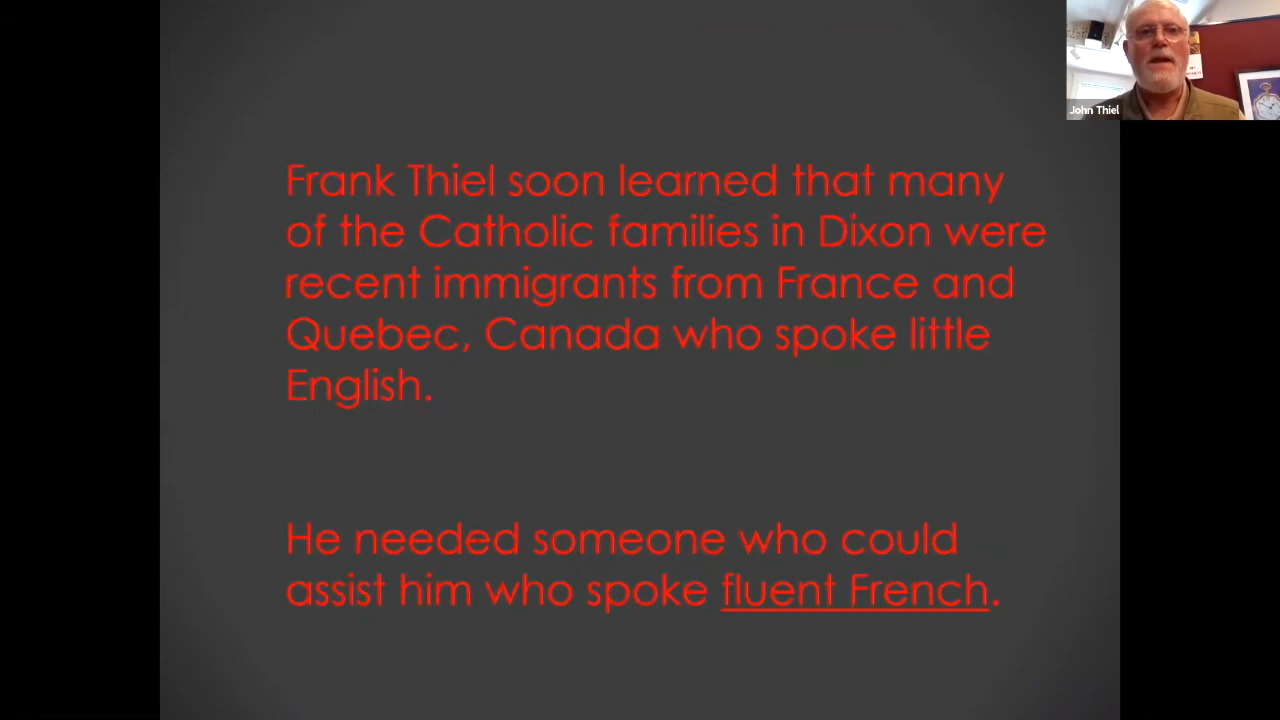 Frank Thiel soon learned that many
of the Catholic families in Dixon were
recent immigrants from France and
Quebec, Canada who spoke little
English.
He needed someone who could
assist him who spoke fluent French.
John Thiel